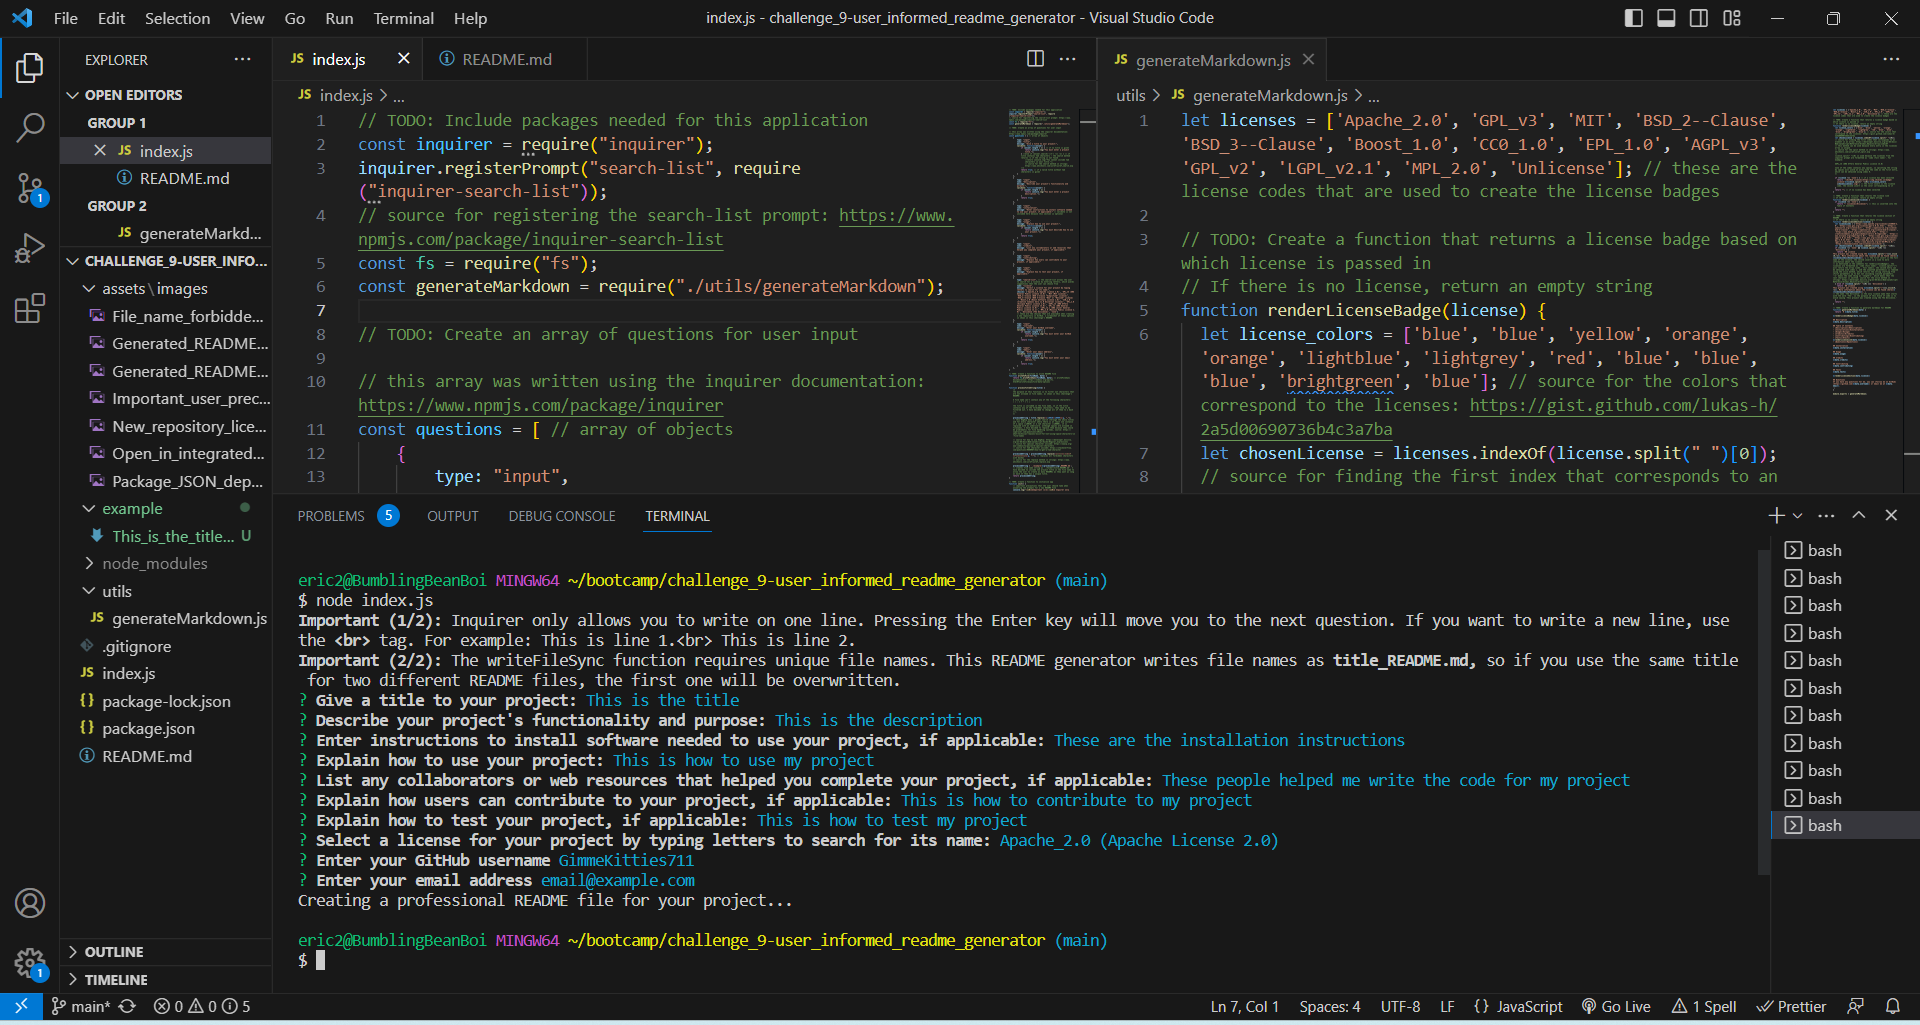 File Edit Selection View Go Run Terminal Help
index.js - challenge_9-user_informed_readme_generator - Visual Studio Code
EXPLORER
OPEN EDITORS
GROUP 1
JS index.js
README.md
GROUP 2
JS generateMarkd...
CHALLENGE_9-USER_INFO...
assets\images
File_name_forbidde...
Generated_README...
Generated_README...
Important_user_prec...
New_repository_lice...
Open_in_integrated...
Package_JSON_dep...
example
This_is_the_title... U
node_modules
utils
JS generateMarkdown.js
.gitignore
JS index.js
{} package-lock.json
{} package.json
README.md
OUTLINE
TIMELINE
1
1
JS index.js
README.md
JS index.js > ...
1 // TODO: Include packages needed for this application
2 const inquirer = require("inquirer");
3 inquirer.registerPrompt("search-list", require
("inquirer-search-list"));
4 // source for registering the search-list prompt: https://www.
npmjs.com/package/inquirer-search-list
5 const fs = require("fs");
6 const generateMarkdown = require("./utils/generateMarkdown");
7
8 // TODO: Create an array of questions for user input
9
10 // this array was written using the inquirer documentation:
https://www.npmjs.com/package/inquirer
11 const questions = [ // array of objects
12 {
13 type: "input",
JS generateMarkdown.js
utils > JS generateMarkdown.js > ...
1 let licenses = ['Apache_2.0', 'GPL_v3', 'MIT', 'BSD_2--Clause',
'BSD_3--Clause', 'Boost_1.0', 'CC0_1.0', 'EPL_1.0', 'AGPL_v3',
'GPL_v2', 'LGPL_v2.1', 'MPL_2.0', 'Unlicense']; // these are the
license codes that are used to create the license badges
2
3 // TODO: Create a function that returns a license badge based on
which license is passed in
4 // If there is no license, return an empty string
5 function renderLicenseBadge(license) {
6 let license_colors = ['blue', 'blue', 'yellow', 'orange',
'orange', 'lightblue', 'lightgrey', 'red', 'blue', 'blue',
'blue', 'brightgreen', 'blue']; // source for the colors that
correspond to the licenses: https://gist.github.com/lukas-h/
2a5d00690736b4c3a7ba
7 let chosenLicense = licenses.indexOf(license.split(" ")[0]);
8 // source for finding the first index that corresponds to an
PROBLEMS 5 OUTPUT DEBUG CONSOLE TERMINAL
eric2@BumblingBeanBoi MINGW64 ~/bootcamp/challenge_9-user_informed_readme_generator (main)
$ node index.js
Important (1/2): Inquirer only allows you to write on one line. Pressing the Enter key will move you to the next question. If you want to write a new line, use
the <br> tag. For example: This is line 1.<br> This is line 2.
Important (2/2): The writeFileSync function requires unique file names. This README generator writes file names as title_README.md, so if you use the same title
for two different README files, the first one will be overwritten.
? Give a title to your project: This is the title
? Describe your project's functionality and purpose: This is the description
? Enter instructions to install software needed to use your project, if applicable: These are the installation instructions
? Explain how to use your project: This is how to use my project
? List any collaborators or web resources that helped you complete your project, if applicable: These people helped me write the code for my project
? Explain how users can contribute to your project, if applicable: This is how to contribute to my project
? Explain how to test your project, if applicable: This is how to test my project
? Select a license for your project by typing letters to search for its name: Apache_2.0 (Apache License 2.0)
? Enter your GitHub username GimmeKitties711
? Enter your email address email@example.com
Creating a professional README file for your project...
eric2@BumblingBeanBoi MINGW64 ~/bootcamp/challenge_9-user_informed_readme_generator (main)
$
bash
bash
bash
bash
bash
bash
bash
bash
bash
bash
bash
main* 0 0 5
Ln 7, Col 1 Spaces: 4 UTF-8 LF {} JavaScript Go Live 1 Spell Prettier